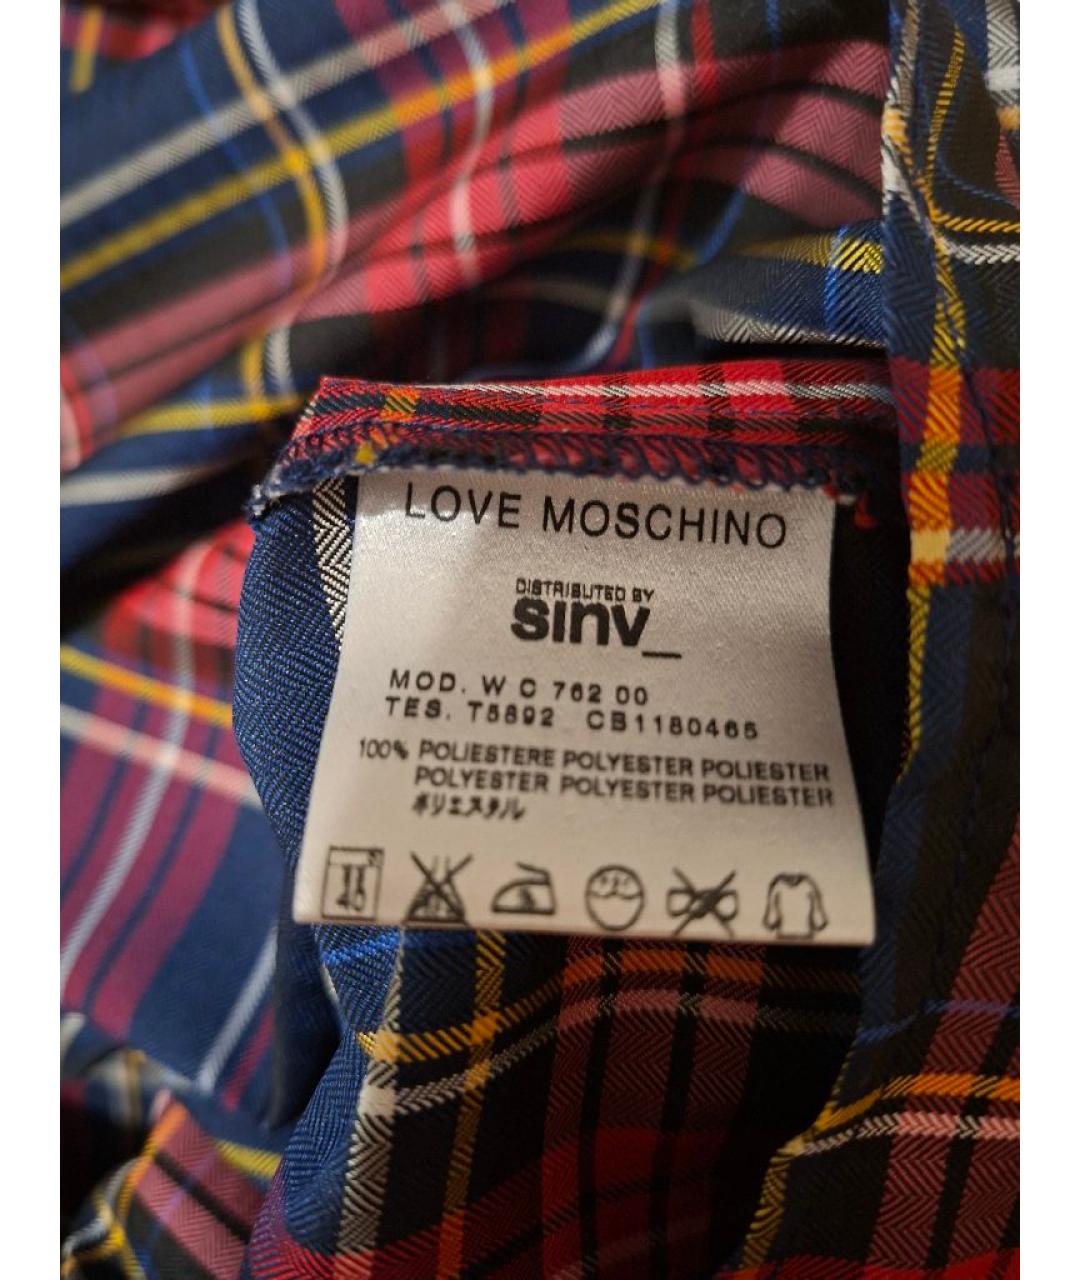 LOVE MOSCHINO
DISTRIBUTED BY
sinv_
MOD. W C 762 00
TES. T5892 CB1180465
100% POLIESTERE POLYESTER POLIESTER
POLYESTER POLYESTER POLIESTER
ポリエステル